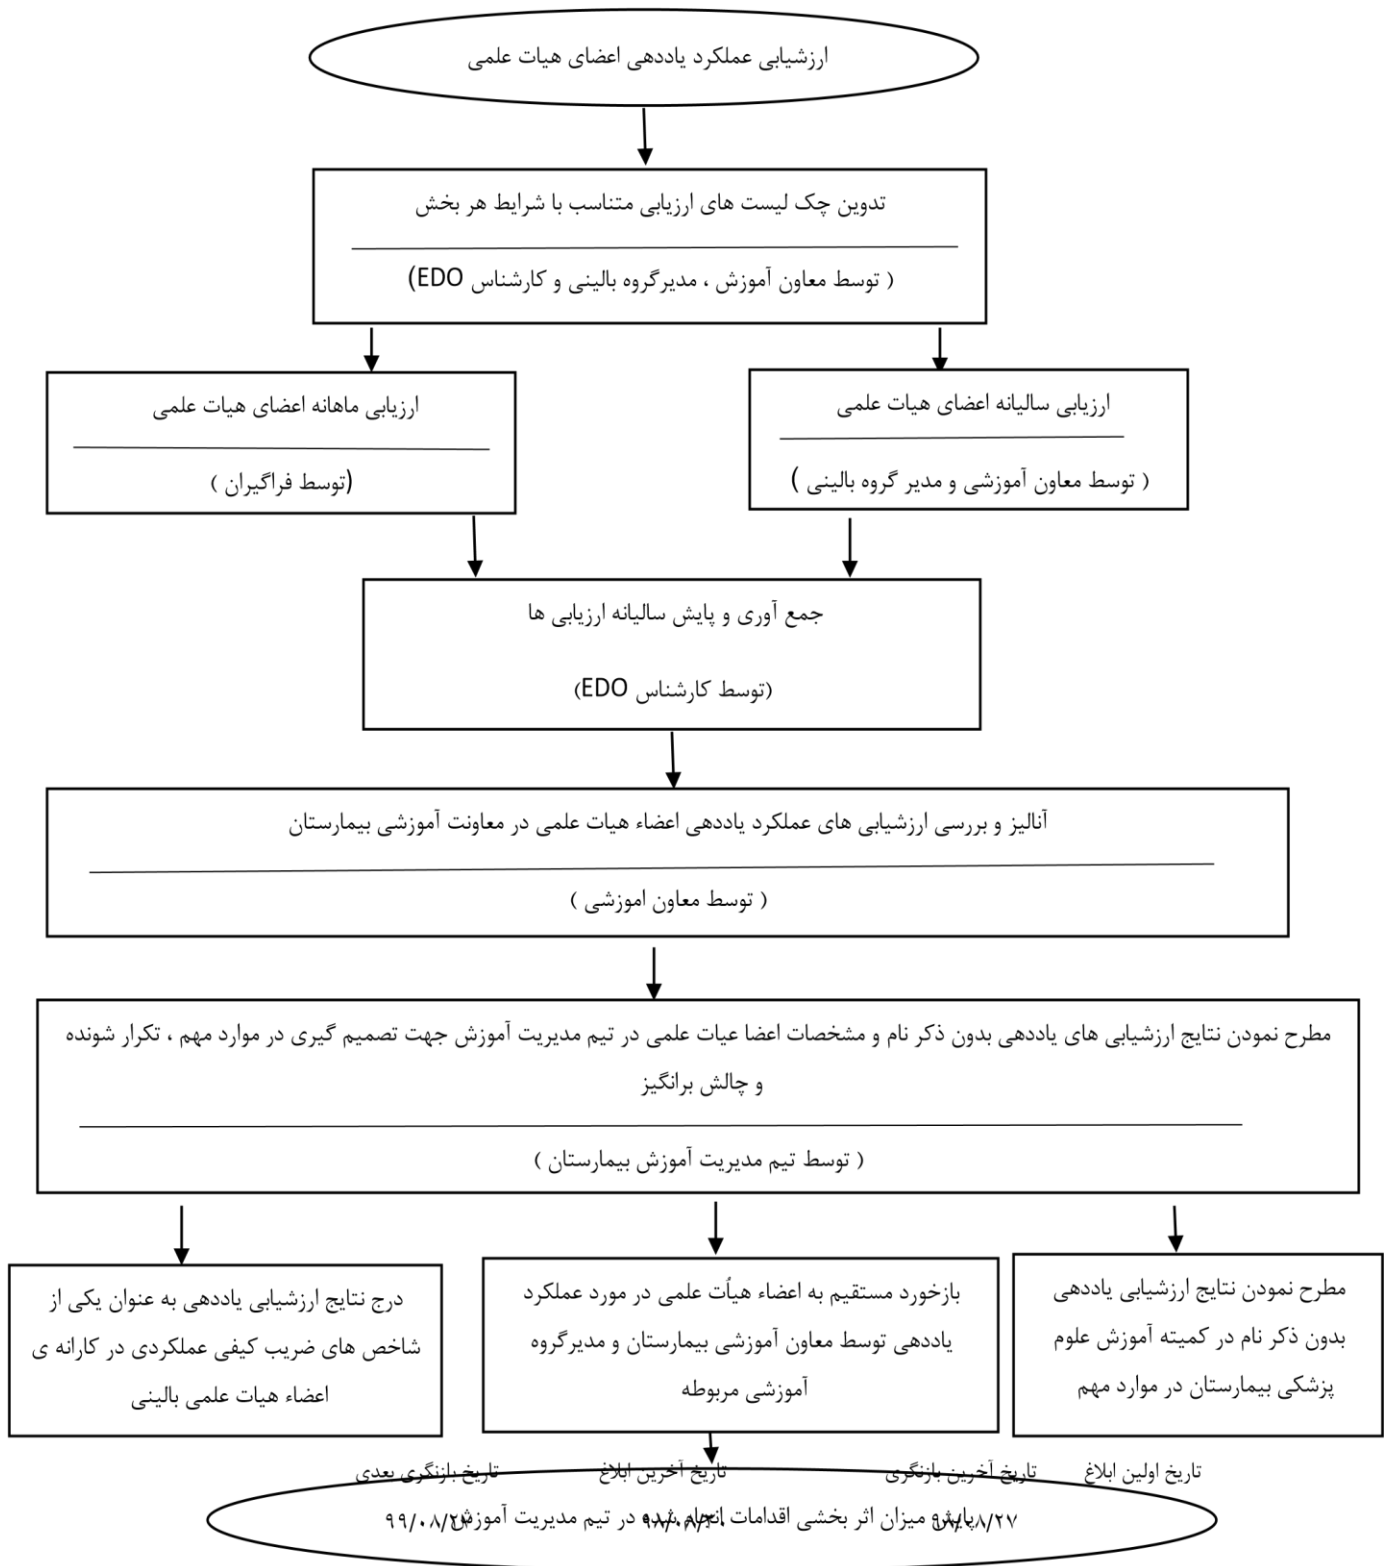 ارزشیابی عملکرد یاددهی اعضای هیات علمی
تدوین چک لیست های ارزیابی متناسب با شرایط هر بخش
( توسط معاون آموزش ، مدیرگروه بالینی و کارشناس EDO)
ارزیابی سالیانه اعضای هیات علمی
( توسط معاون آموزشی و مدیر گروه بالینی )
ارزیابی ماهانه اعضای هیات علمی
(توسط فراگیران )
جمع آوری و پایش سالیانه ارزیابی ها
(توسط کارشناس EDO)
آنالیز و بررسی ارزشیابی های عملکرد یاددهی اعضاء هیات علمی در معاونت آموزشی بیمارستان
( توسط معاون اموزشی )
مطرح نمودن نتایج ارزشیابی های یاددهی بدون ذکر نام و مشخصات اعضا عیات علمی در تیم مدیریت آموزش جهت تصمیم گیری در موارد مهم ، تکرار شونده
و چالش برانگیز
( توسط تیم مدیریت آموزش بیمارستان )
مطرح نمودن نتایج ارزشیابی یاددهی
بدون ذکر نام در کمیته آموزش علوم
پزشکی بیمارستان در موارد مهم
بازخورد مستقیم به اعضاء هیأت علمی در مورد عملکرد
یاددهی توسط معاون آموزشی بیمارستان و مدیرگروه
آموزشی مربوطه
درج نتایج ارزشیابی یاددهی به عنوان یکی از
شاخص های ضریب کیفی عملکردی در کارانه ی
اعضاء هیات علمی بالینی
تاریخ اولین ابلاغ تاریخ آخرین بازنگری تاریخ آخرین ابلاغ تاریخ بازنگری بعدی
پایش میزان اثر بخشی اقدامات انجام شده در تیم مدیریت آموزش